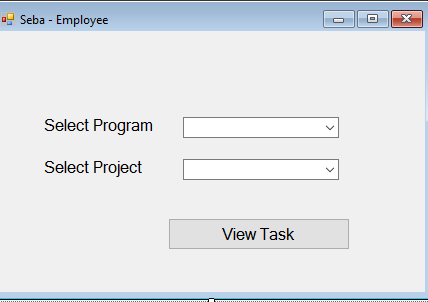 Seba - Employee
Select Program
Select Project
View Task